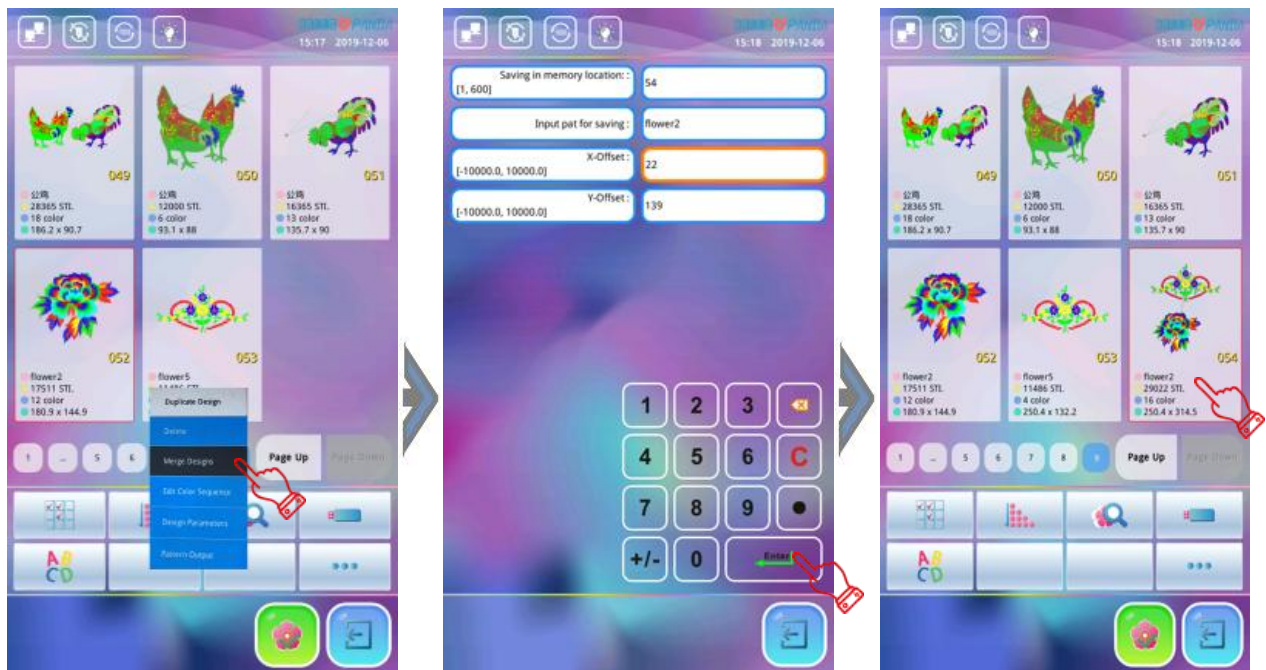 15:17 2019-12-06
049
公鸡
28365 STI.
18 color
186.2 x 90.7
050
公鸡
12000 STI.
6 color
93.1 x 88
051
公鸡
16365 STI.
13 color
135.7 x 90
052
flower2
17511 STI.
12 color
180.9 x 144.9
053
flower5
11486 STI.
Duplicate Design
Delete
Merge Designs
Edit Color Sequence
Design Parameters
Pattern Output
1 ... 5 6
Page Up Page Down
AB
CD
15:18 2019-12-06
Saving in memory location: :
[1, 600]
54
Input pat for saving :
flower2
X-Offset :
[-10000.0, 10000.0]
22
Y-Offset :
[-10000.0, 10000.0]
139
1 2 3
4 5 6 C
7 8 9 •
+/- 0 Enter
15:18 2019-12-06
049
公鸡
28365 STI.
18 color
186.2 x 90.7
050
公鸡
12000 STI.
6 color
93.1 x 88
051
公鸡
16365 STI.
13 color
135.7 x 90
052
flower2
17511 STI.
12 color
180.9 x 144.9
053
flower5
11486 STI.
4 color
250.4 x 132.2
054
flower2
29022 STI.
16 color
250.4 x 314.5
1 ... 5 6 7 8 9
Page Up Page Down
AB
CD